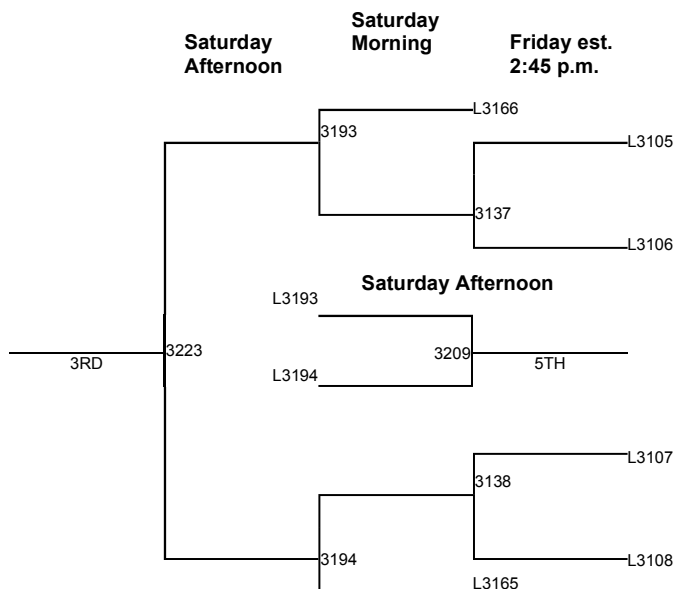 Saturday
Afternoon
Saturday
Morning
Friday est.
2:45 p.m.
L3166
3193
L3105
3137
L3106
Saturday Afternoon
L3193
3209
5TH
L3194
3RD
3223
L3107
3138
L3108
3194
L3165